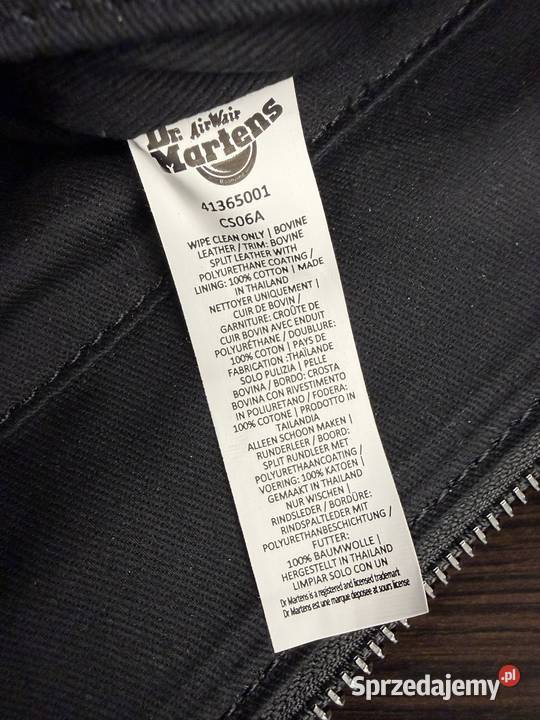 Dr. AirWair
Martens
41365001
CS06A
WIPE CLEAN ONLY | BOVINE
LEATHER / TRIM: BOVINE
SPLIT LEATHER WITH
POLYURETHANE COATING /
LINING: 100% COTTON | MADE
IN THAILAND
NETTOYER UNIQUEMENT |
CUIR DE BOVIN /
GARNITURE: CROÛTE DE
CUIR BOVIN AVEC ENDUIT
POLYURÉTHANE / DOUBLURE:
100% COTON | PAYS DE
FABRICATION :THAÏLANDE
SOLO PULIZIA | PELLE
BOVINA / BORDO: CROSTA
BOVINA CON RIVESTIMENTO
IN POLIURETANO / FODERA:
100% COTONE | PRODOTTO IN
TAILANDIA
ALLEEN SCHOON MAKEN |
RUNDERLEER / BOORD:
SPLIT RUNDLEER MET
POLYURETHAANCOATING /
VOERING: 100% KATOEN |
GEMAAKT IN THAILAND
NUR WISCHEN |
RINDSLEDER / BORDÜRE:
RINDSPALTLEDER MIT
POLYURETHANBESCHICHTUNG /
FUTTER:
100% BAUMWOLLE |
HERGESTELLT IN THAILAND
LIMPIAR SOLO CON UN
Dr Martens is a registered and licensed trademark
Dr Martens est une marque deposee at sours license
Sprzedajemy.pl